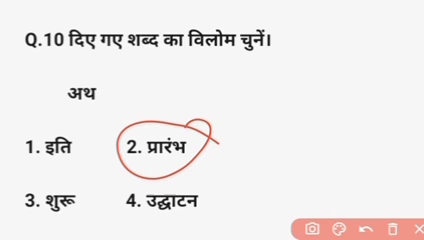 Q.10 दिए गए शब्द का विलोम चुनें।
अथ
1. इति 2. प्रारंभ
3. शुरू 4. उद्घाटन